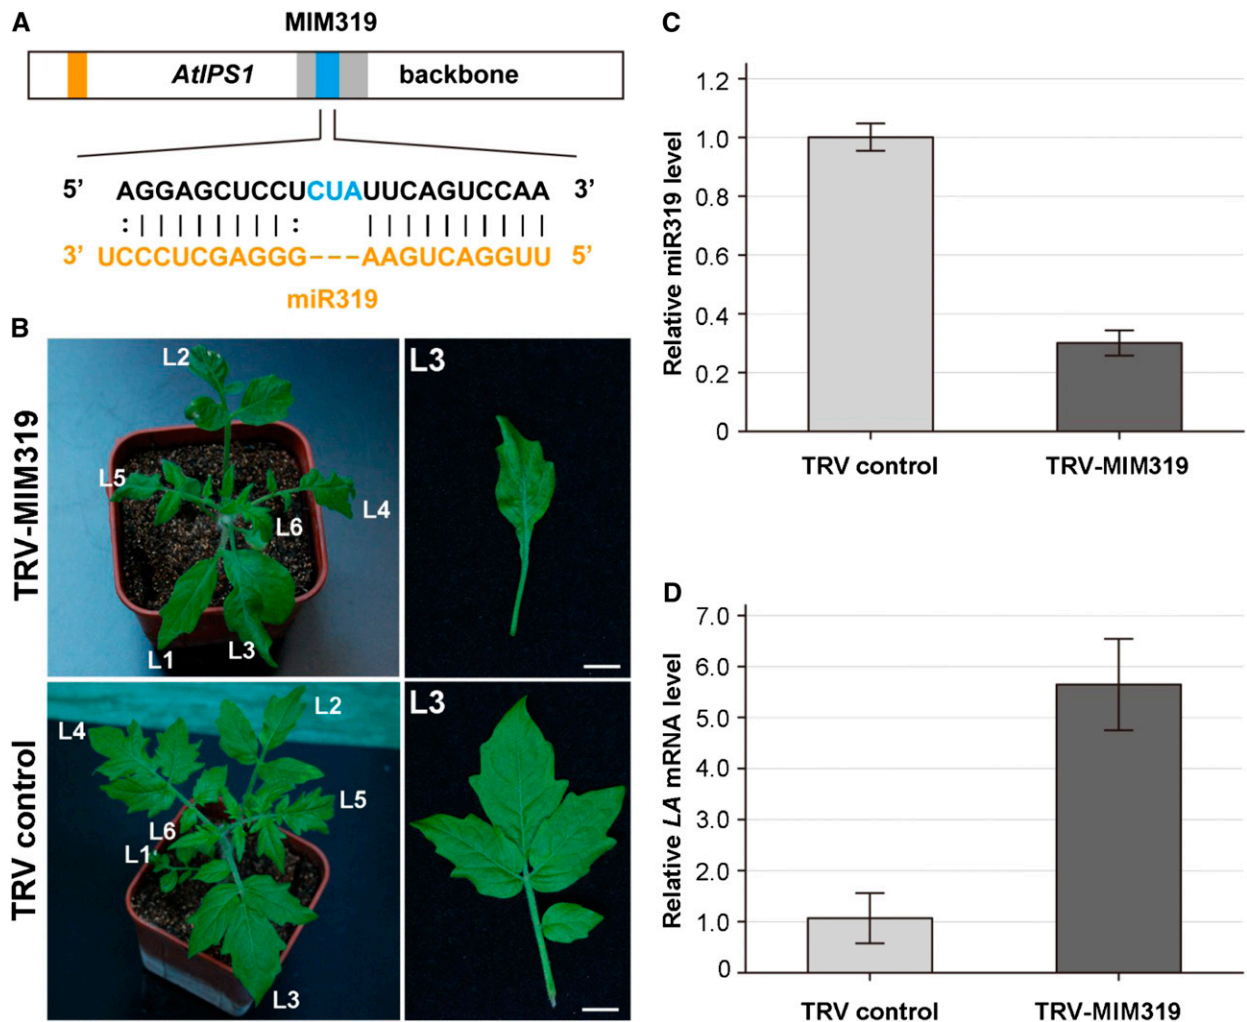 A
MIM319
AtIPS1 backbone
5’ AGGAGCUCCUCUAUUCAGUCCAA 3’
3’ UCCCUCGAGGG---AAGUCAGGUU 5’
miR319
B
TRV-MIM319
L2
L5
L4
L6
L1
L3
L3
TRV control
L2
L4
L5
L6
L1
L3
L3
C
Relative miR319 level
1.2
1.0
0.8
0.6
0.4
0.2
0
TRV control
TRV-MIM319
D
Relative LA mRNA level
7.0
6.0
5.0
4.0
3.0
2.0
1.0
0
TRV control
TRV-MIM319